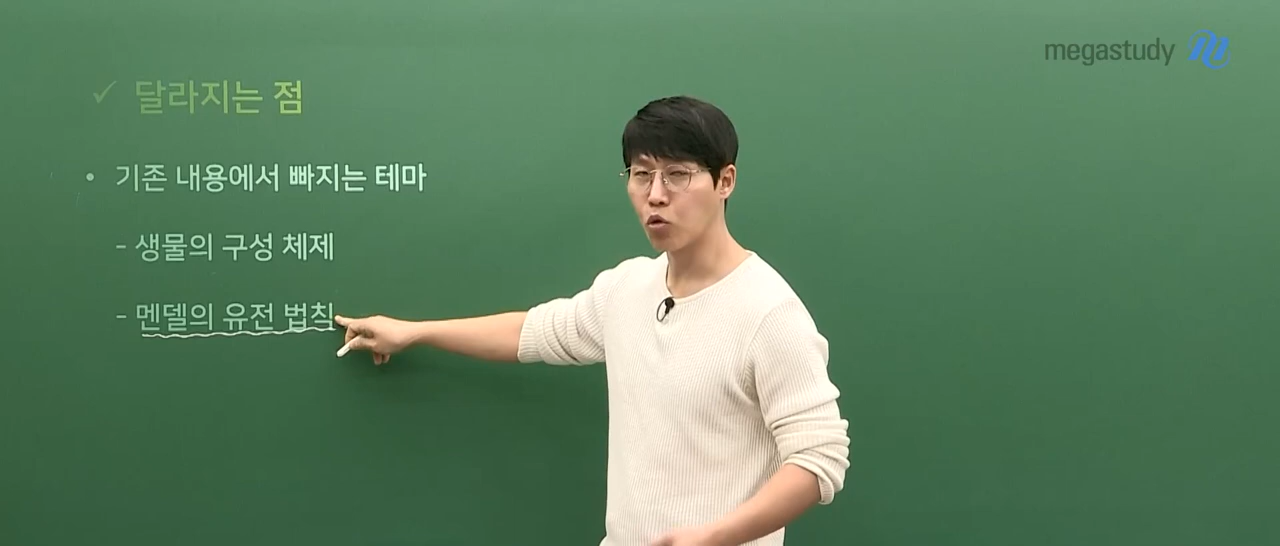 megastudy
✓ 달라지는 점
• 기존 내용에서 빠지는 테마
- 생물의 구성 체제
- 멘델의 유전 법칙